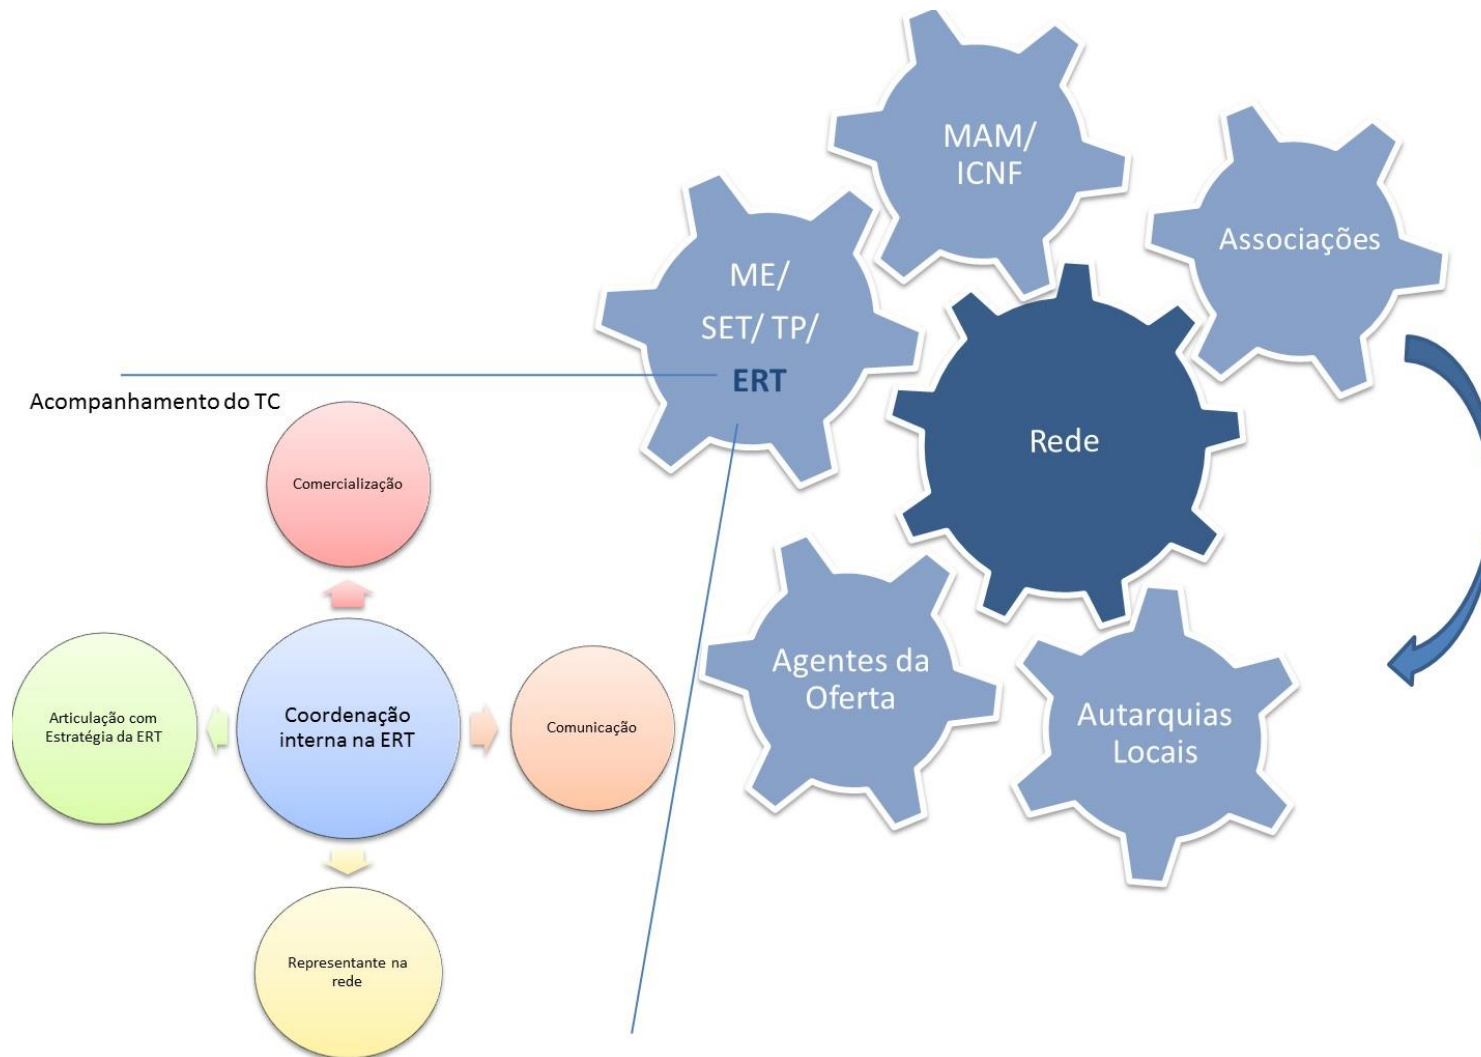 MAM/
ICNF
Associações
ME/
SET/ TP/
ERT
Rede
Acompanhamento do TC
Comercialização
Articulação com
Estratégia da ERT
Coordenação
interna na ERT
Comunicação
Representante na
rede
Agentes da
Oferta
Autarquias
Locais